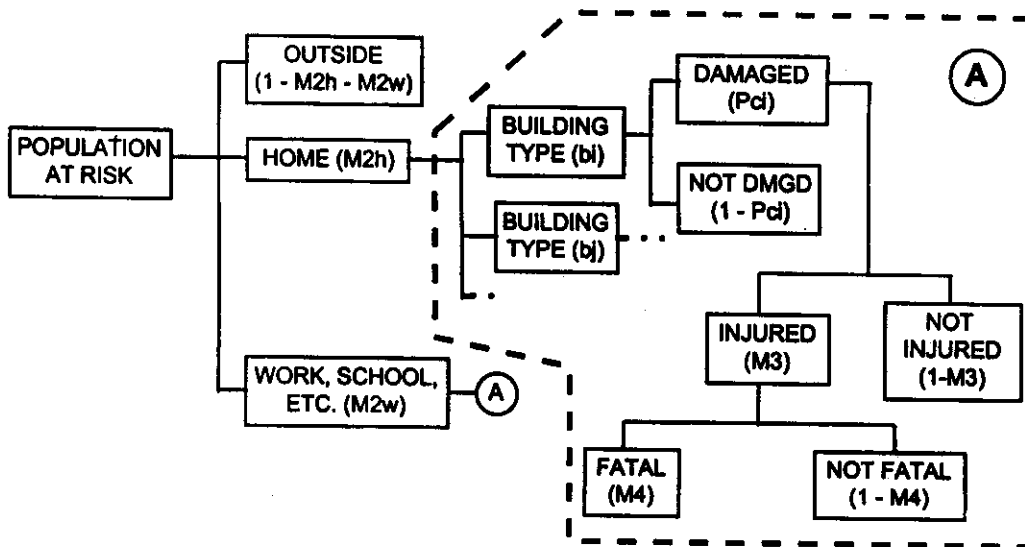 POPULATION
AT RISK
OUTSIDE
(1 - M2h - M2w)
HOME (M2h)
WORK, SCHOOL,
ETC. (M2w)
A
BUILDING
TYPE (bi)
BUILDING
TYPE (bj)
DAMAGED
(Pci)
NOT DMGD
(1 - Pci)
A
INJURED
(M3)
NOT
INJURED
(1-M3)
FATAL
(M4)
NOT FATAL
(1 - M4)